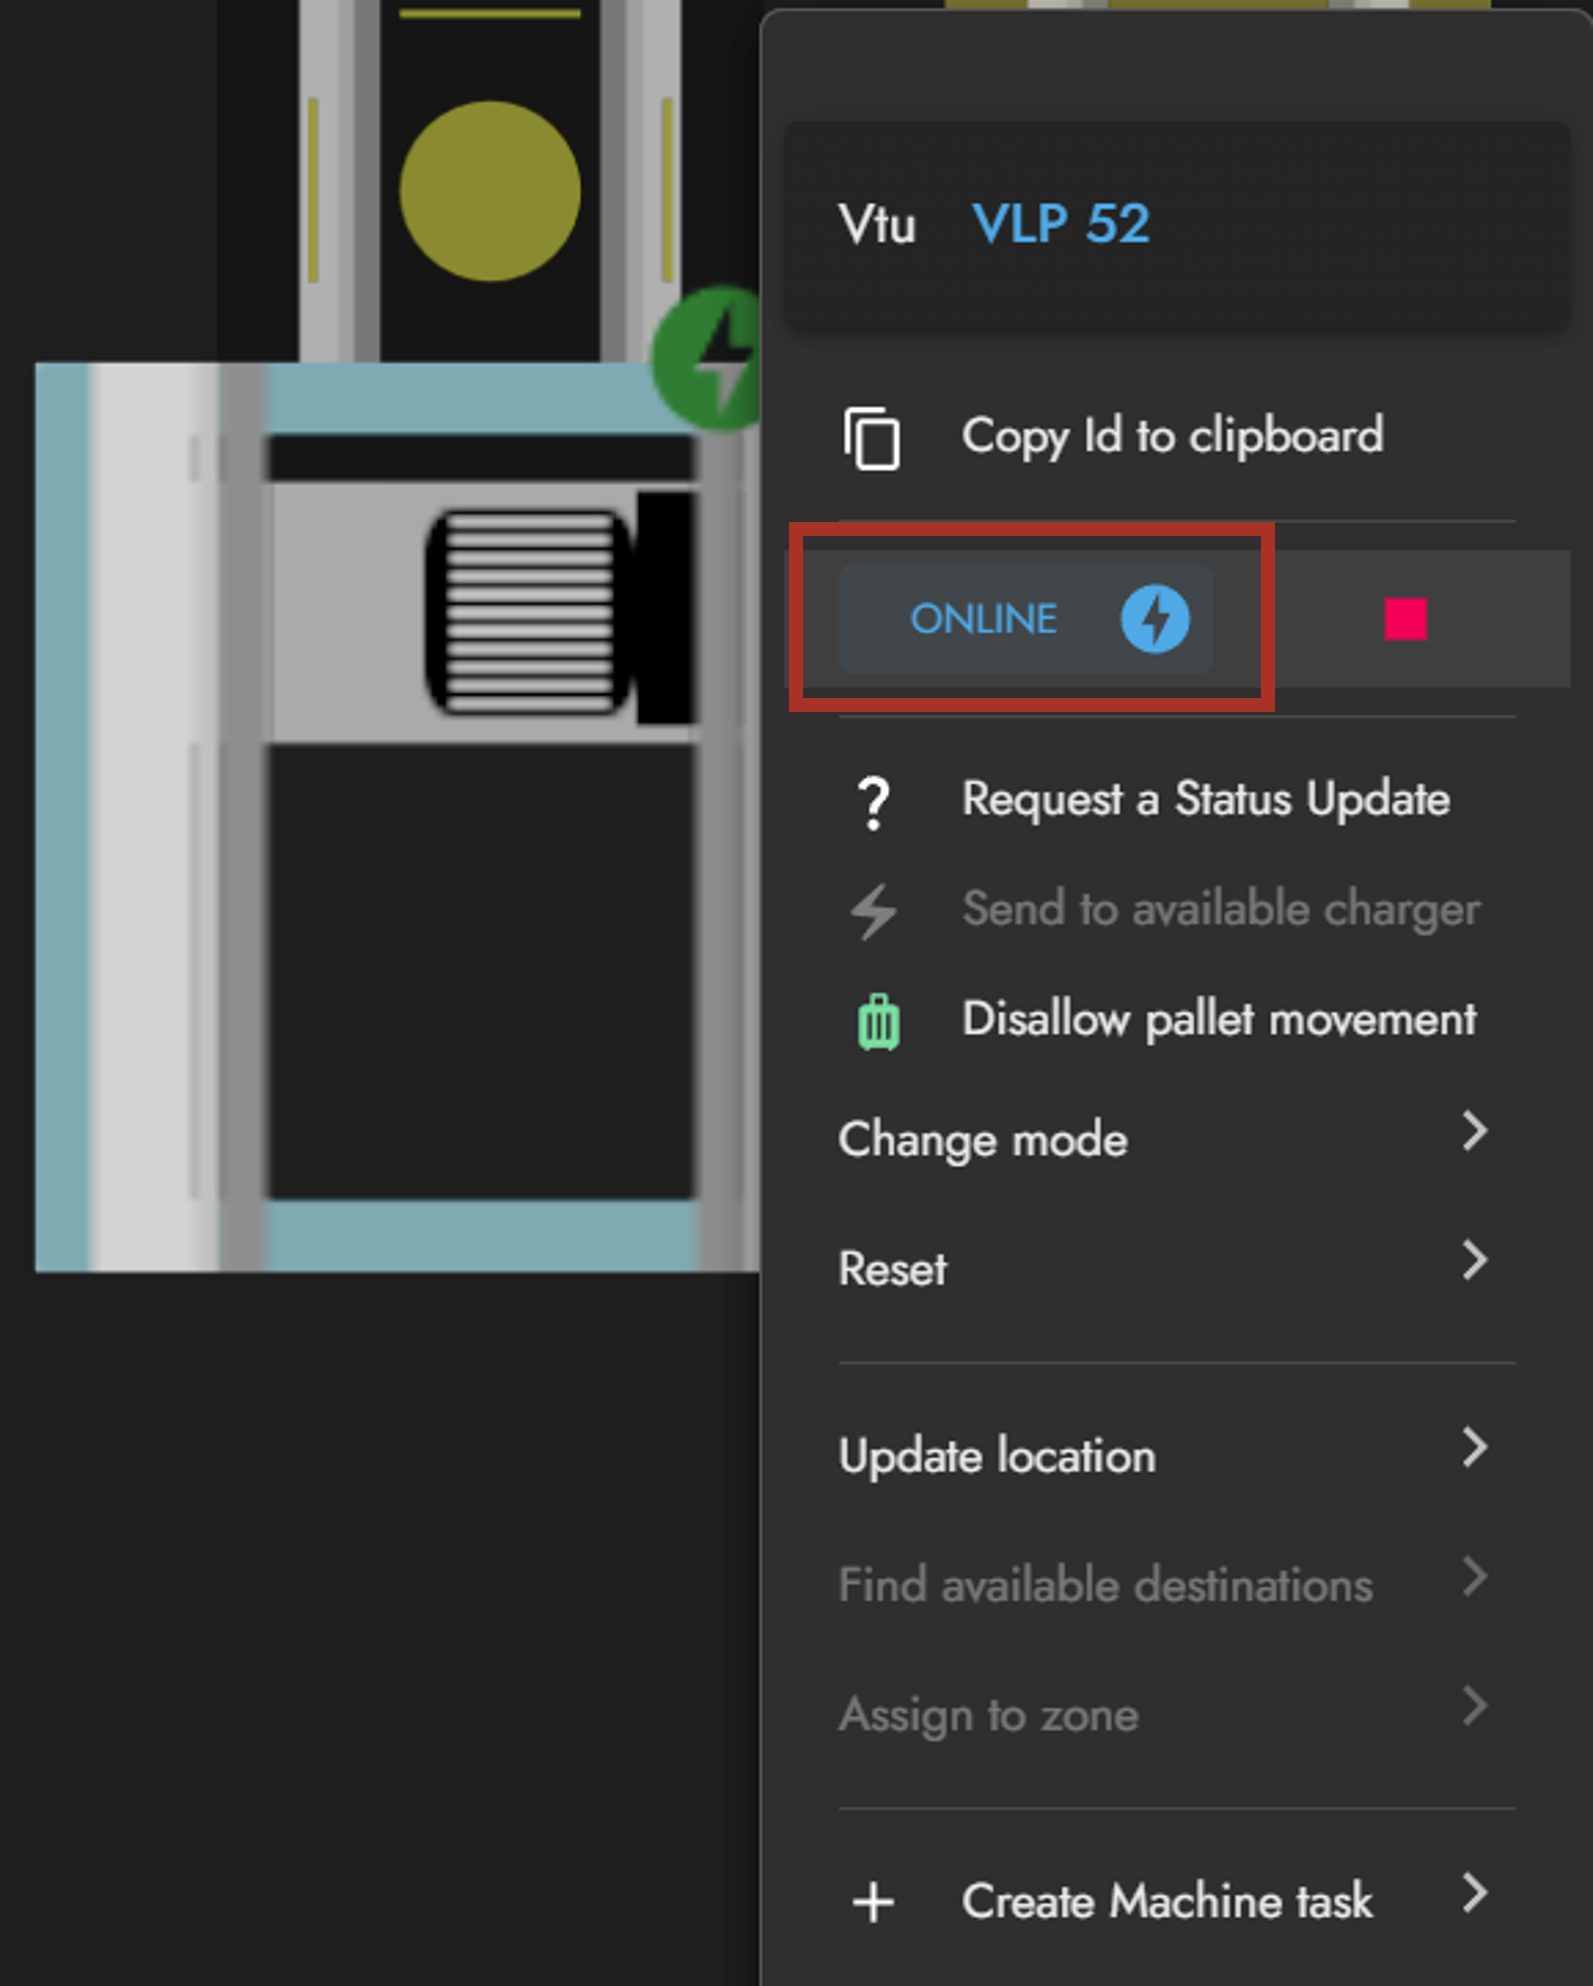 Vtu VLP 52
Copy Id to clipboard
ONLINE
Request a Status Update
Send to available charger
Disallow pallet movement
Change mode
Reset
Update location
Find available destinations
Assign to zone
Create Machine task